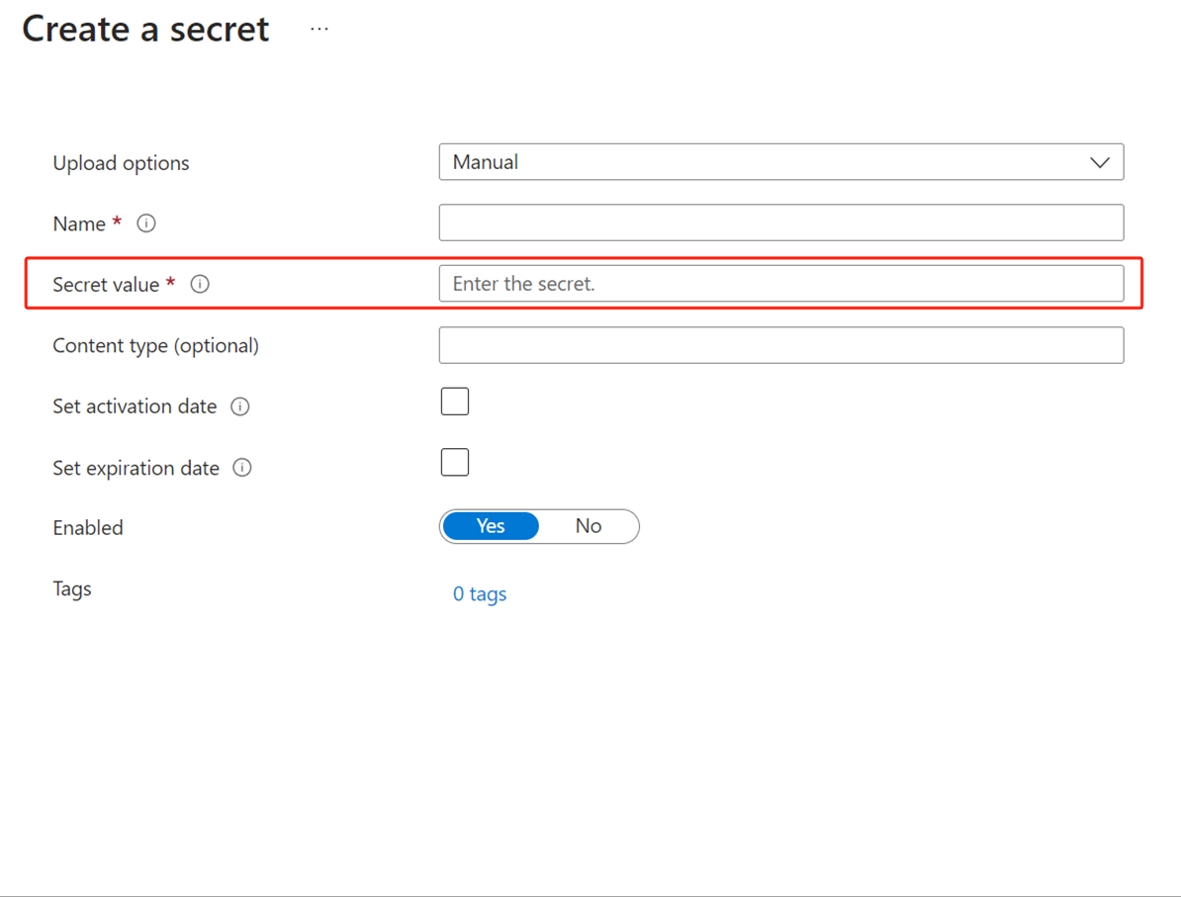 Create a secret ...
Upload options Manual
Name *
Secret value * Enter the secret.
Content type (optional)
Set activation date
Set expiration date
Enabled Yes No
Tags 0 tags